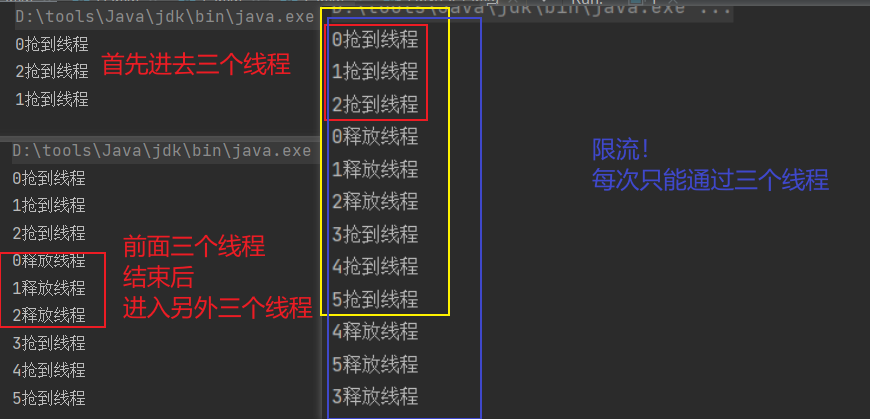 D:\tools\Java\jdk\bin\java.exe
0抢到线程
2抢到线程
1抢到线程
首先进去三个线程
D:\tools\Java\jdk\bin\java.exe
0抢到线程
1抢到线程
2抢到线程
0释放线程
1释放线程
2释放线程
3抢到线程
4抢到线程
5抢到线程
前面三个线程
结束后
进入另外三个线程
D:\tools\Java\jdk\bin\java.exe ...
0抢到线程
1抢到线程
2抢到线程
0释放线程
1释放线程
2释放线程
3抢到线程
4抢到线程
5抢到线程
4释放线程
5释放线程
3释放线程
限流！
每次只能通过三个线程